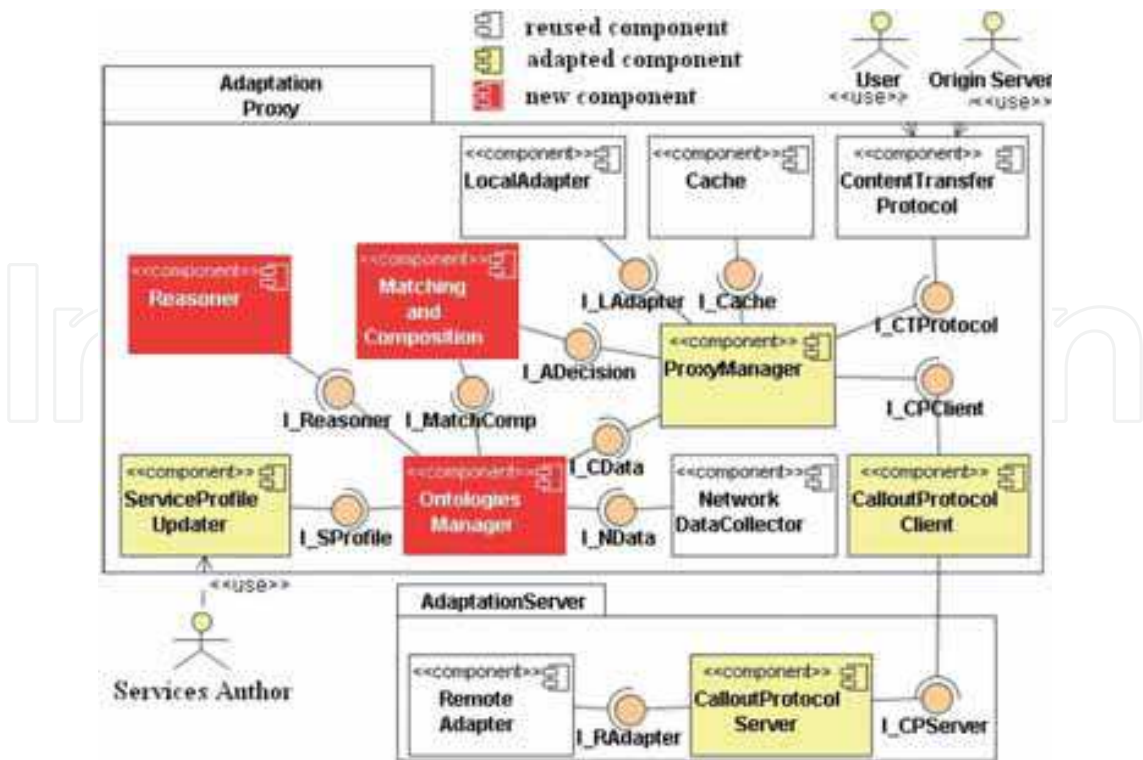 reused component
adapted component
new component
User
<<use>>
Origin Server
<<use>>
Adaptation
Proxy
<<component>>
LocalAdapter
<<component>>
Cache
<<component>>
ContentTransfer
Protocol
<<component>>
Reasoner
<<component>>
Matching
and
Composition
I_LAdapter
I_Cache
I_CTProtocol
I_ADecision
<<component>>
ProxyManager
I_Reasoner
I_MatchComp
I_CPClient
I_CData
<<component>>
ServiceProfile
Updater
I_SProfile
<<component>>
Ontologies
Manager
I_NData
<<component>>
Network
DataCollector
<<component>>
CalloutProtocol
Client
<<use>>
Services Author
AdaptationServer
<<component>>
Remote
Adapter
I_RAdapter
<<component>>
CalloutProtocol
Server
I_CPServer